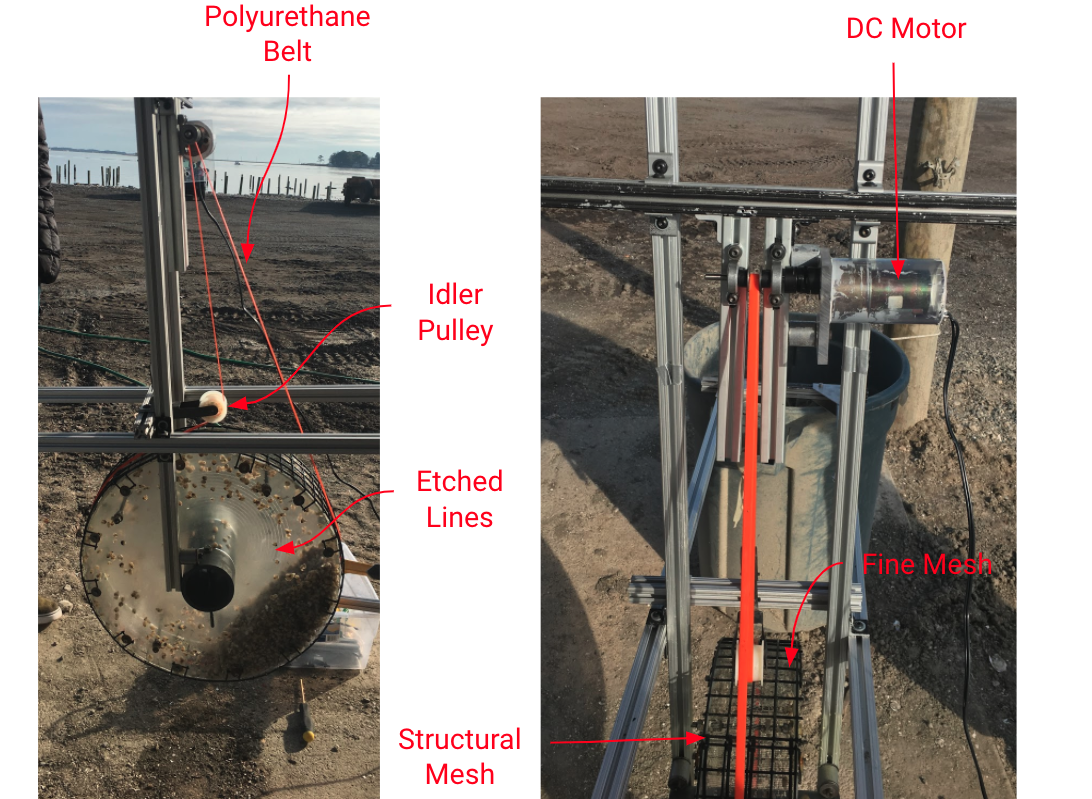 Polyurethane
Belt
DC Motor
Idler
Pulley
Etched
Lines
Fine Mesh
Structural
Mesh